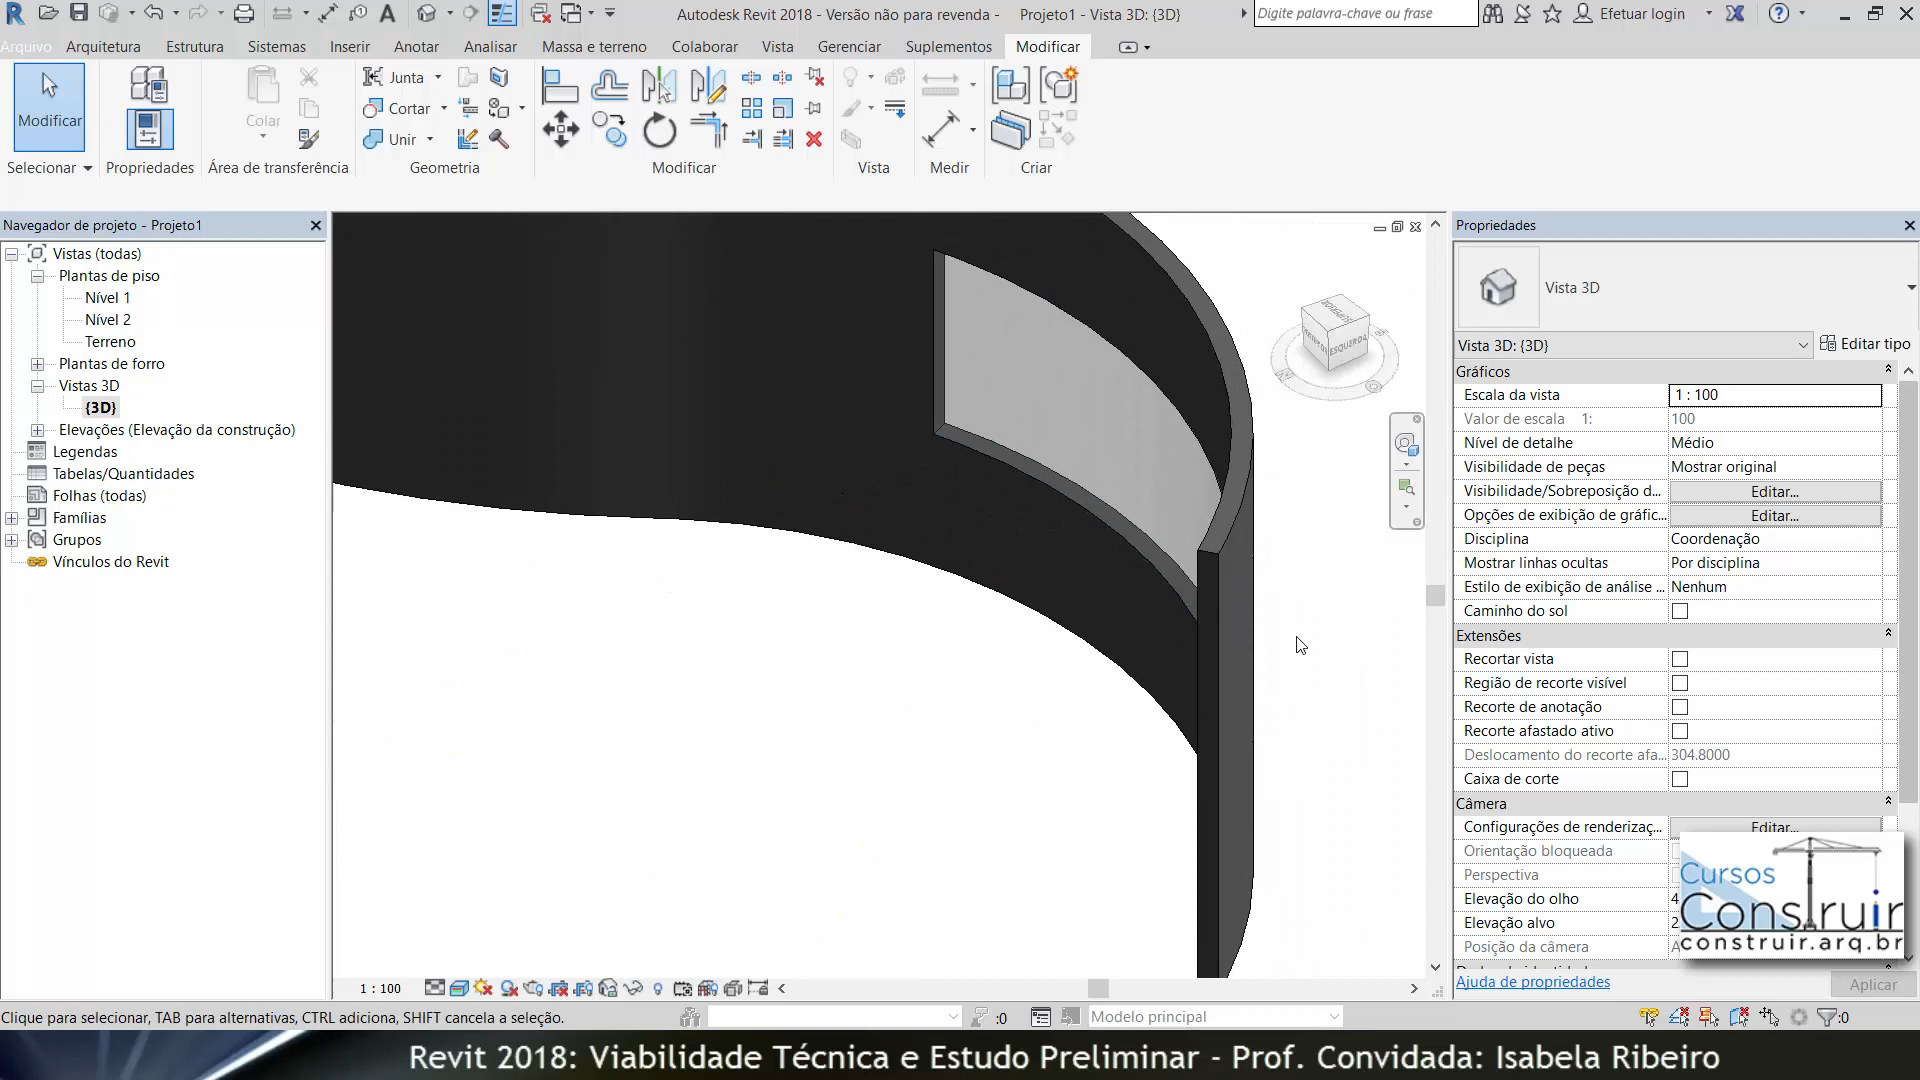 Autodesk Revit 2018 - Versão não para revenda - Projeto1 - Vista 3D: {3D}
Digite palavra-chave ou frase
Efetuar login
Arquivo Arquitetura Estrutura Sistemas Inserir Anotar Analisar Massa e terreno Colaborar Vista Gerenciar Suplementos Modificar
Modificar
Colar
Junta
Cortar
Unir
Selecionar Propriedades Área de transferência Geometria Modificar Vista Medir Criar
Navegador de projeto - Projeto1
Vistas (todas)
Plantas de piso
Nível 1
Nível 2
Terreno
Plantas de forro
Vistas 3D
{3D}
Elevações (Elevação da construção)
Legendas
Tabelas/Quantidades
Folhas (todas)
Famílias
Grupos
Vínculos do Revit
ESQUERDA
Propriedades
Vista 3D
Vista 3D: {3D} Editar tipo
Gráficos
Escala da vista 1 : 100
Valor de escala 1: 100
Nível de detalhe Médio
Visibilidade de peças Mostrar original
Visibilidade/Sobreposição d... Editar...
Opções de exibição de gráfic... Editar...
Disciplina Coordenação
Mostrar linhas ocultas Por disciplina
Estilo de exibição de análise ... Nenhum
Caminho do sol
Extensões
Recortar vista
Região de recorte visível
Recorte de anotação
Recorte afastado ativo
Deslocamento do recorte afa... 304.8000
Caixa de corte
Câmera
Configurações de renderizaç... Editar...
Orientação bloqueada
Perspectiva
Elevação do olho 4
Elevação alvo 2
Posição da câmera A
Ajuda de propriedades Aplicar
Cursos
Construir
construir.arq.br
1 : 100
Clique para selecionar, TAB para alternativas, CTRL adiciona, SHIFT cancela a seleção.
:0
Modelo principal
:0
Revit 2018: Viabilidade Técnica e Estudo Preliminar - Prof. Convidada: Isabela Ribeiro